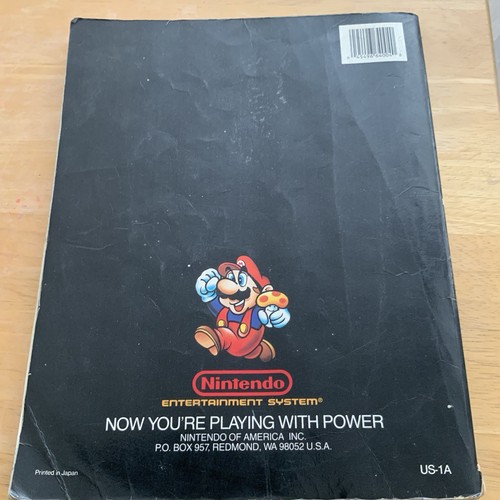 Nintendo
ENTERTAINMENT SYSTEM®
NOW YOU'RE PLAYING WITH POWER
NINTENDO OF AMERICA INC.
P.O. BOX 957, REDMOND, WA 98052 U.S.A.
Printed in Japan
US-1A